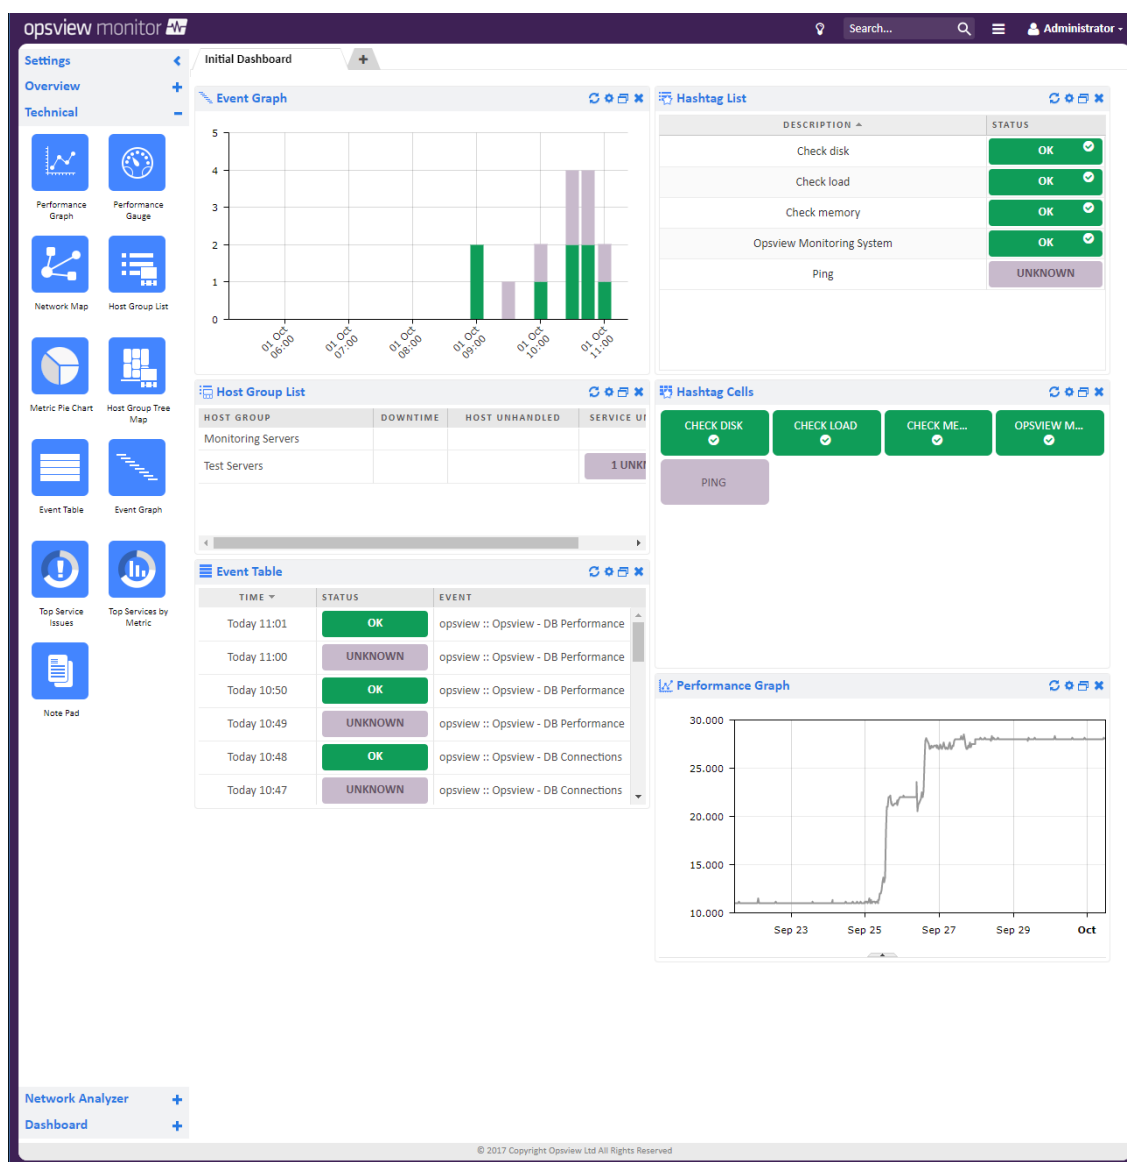 opsview monitor
Search...
Administrator
Settings
Overview
Technical
Performance Graph
Performance Gauge
Network Map
Host Group List
Metric Pie Chart
Host Group Tree Map
Event Table
Event Graph
Top Service Issues
Top Services by Metric
Note Pad
Network Analyzer
Dashboard
Initial Dashboard
Event Graph
5
4
3
2
1
0
01 Oct 06:00
01 Oct 07:00
01 Oct 08:00
01 Oct 09:00
01 Oct 10:00
01 Oct 11:00
Host Group List
HOST GROUP DOWNTIME HOST UNHANDLED SERVICE
Monitoring Servers
Test Servers 1
Event Table
TIME STATUS EVENT
Today 11:01 OK opsview :: Opsview - DB Performance
Today 11:00 UNKNOWN opsview :: Opsview - DB Performance
Today 10:50 OK opsview :: Opsview - DB Performance
Today 10:49 UNKNOWN opsview :: Opsview - DB Performance
Today 10:48 OK opsview :: Opsview - DB Connections
Today 10:47 UNKNOWN opsview :: Opsview - DB Connections
Hashtag List
DESCRIPTION STATUS
Check disk OK
Check load OK
Check memory OK
Opsview Monitoring System OK
Ping UNKNOWN
Hashtag Cells
CHECK DISK
CHECK LOAD
CHECK ME...
OPSVIEW M...
PING
Performance Graph
30.000
25.000
20.000
15.000
10.000
Sep 23 Sep 25 Sep 27 Sep 29 Oct
© 2017 Copyright Opsview Ltd All Rights Reserved